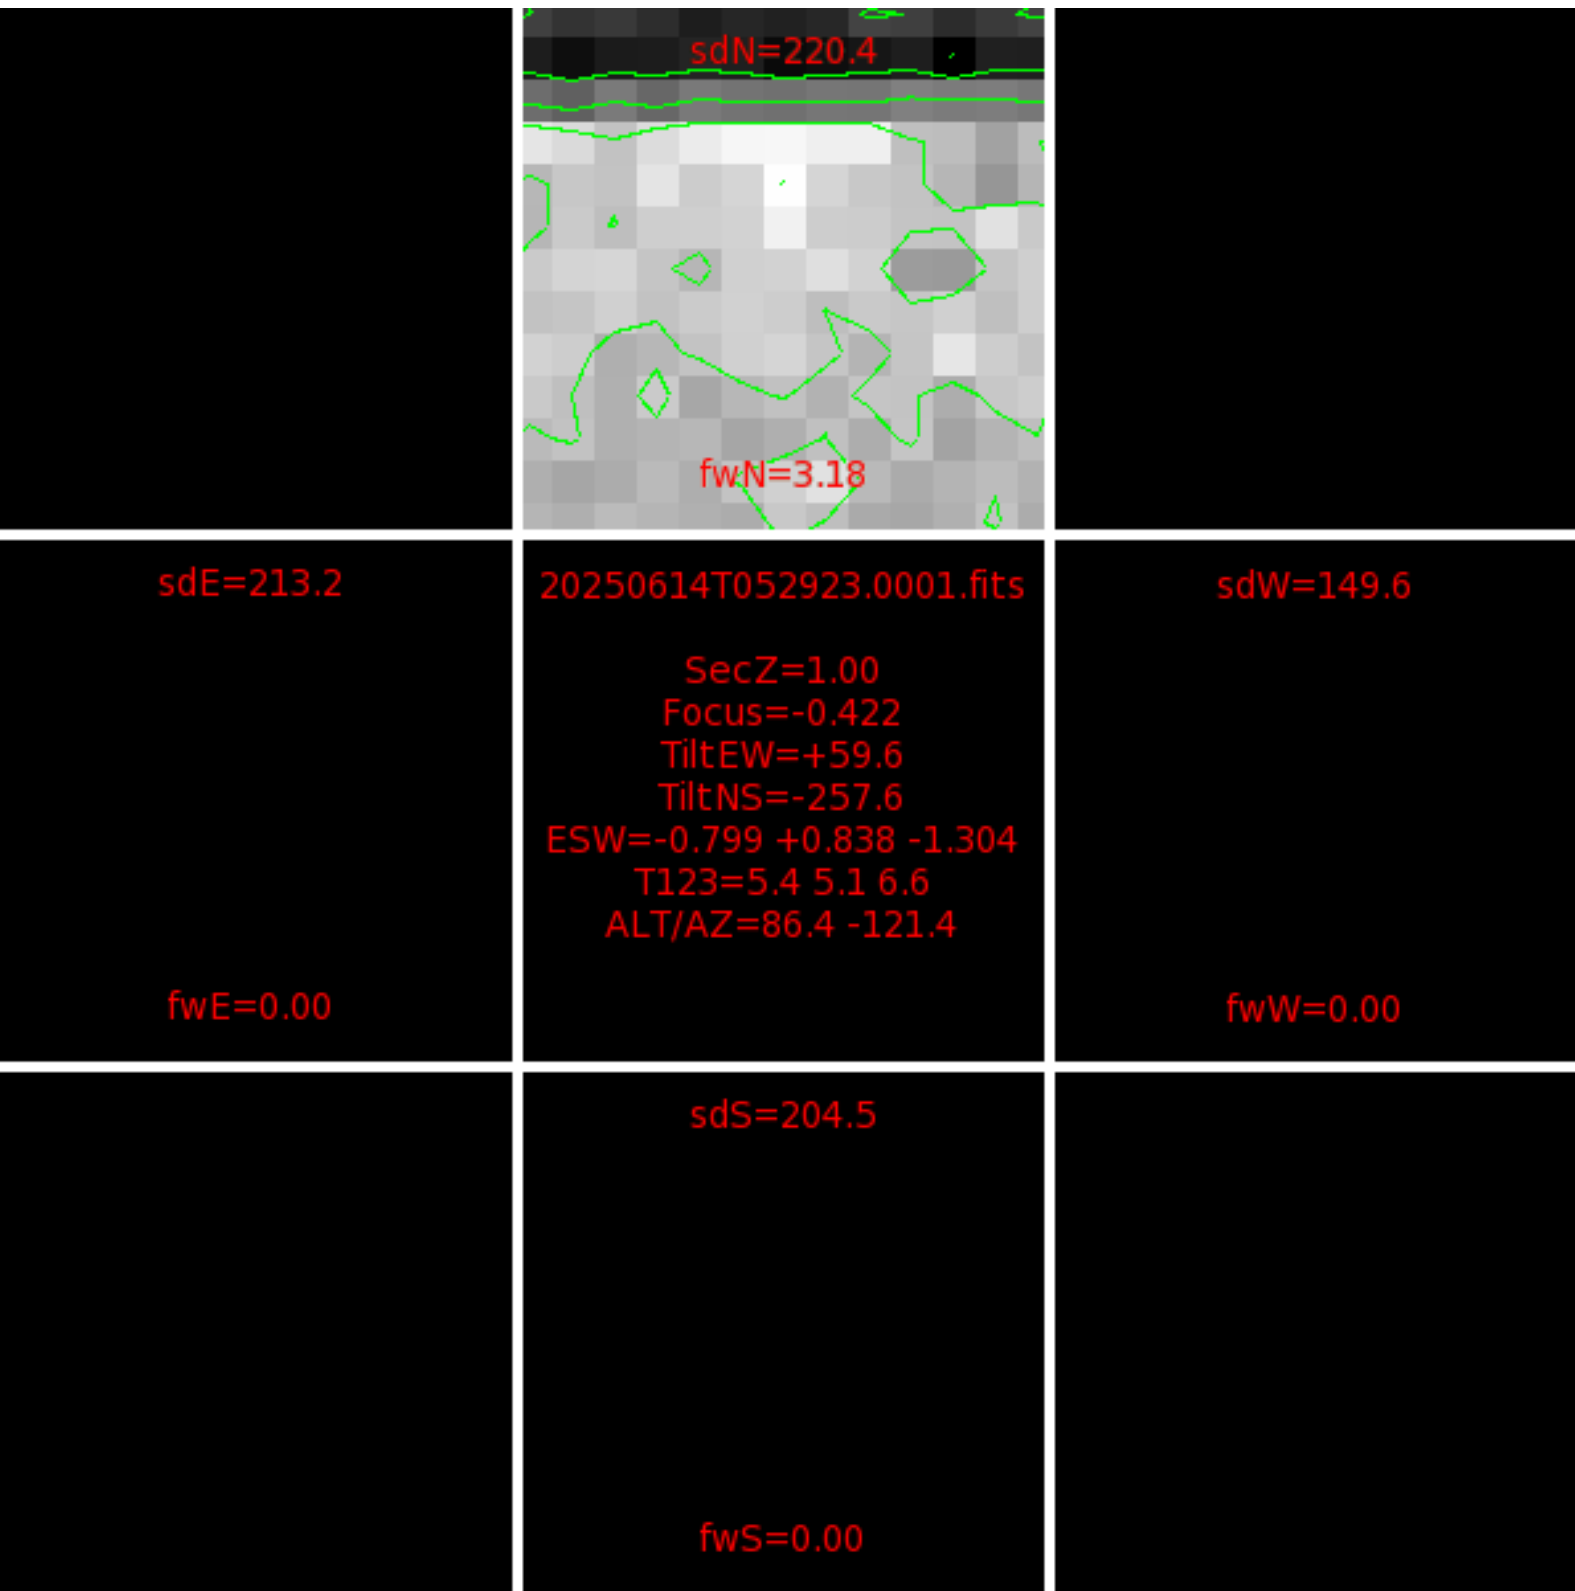 sdN=220.4
fwN=3.18
sdE=213.2
fwE=0.00
20250614T052923.0001.fits
SecZ=1.00
Focus=-0.422
TiltEW=+59.6
TiltNS=-257.6
ESW=-0.799 +0.838 -1.304
T123=5.4 5.1 6.6
ALT/AZ=86.4 -121.4
sdW=149.6
fwW=0.00
sdS=204.5
fwS=0.00